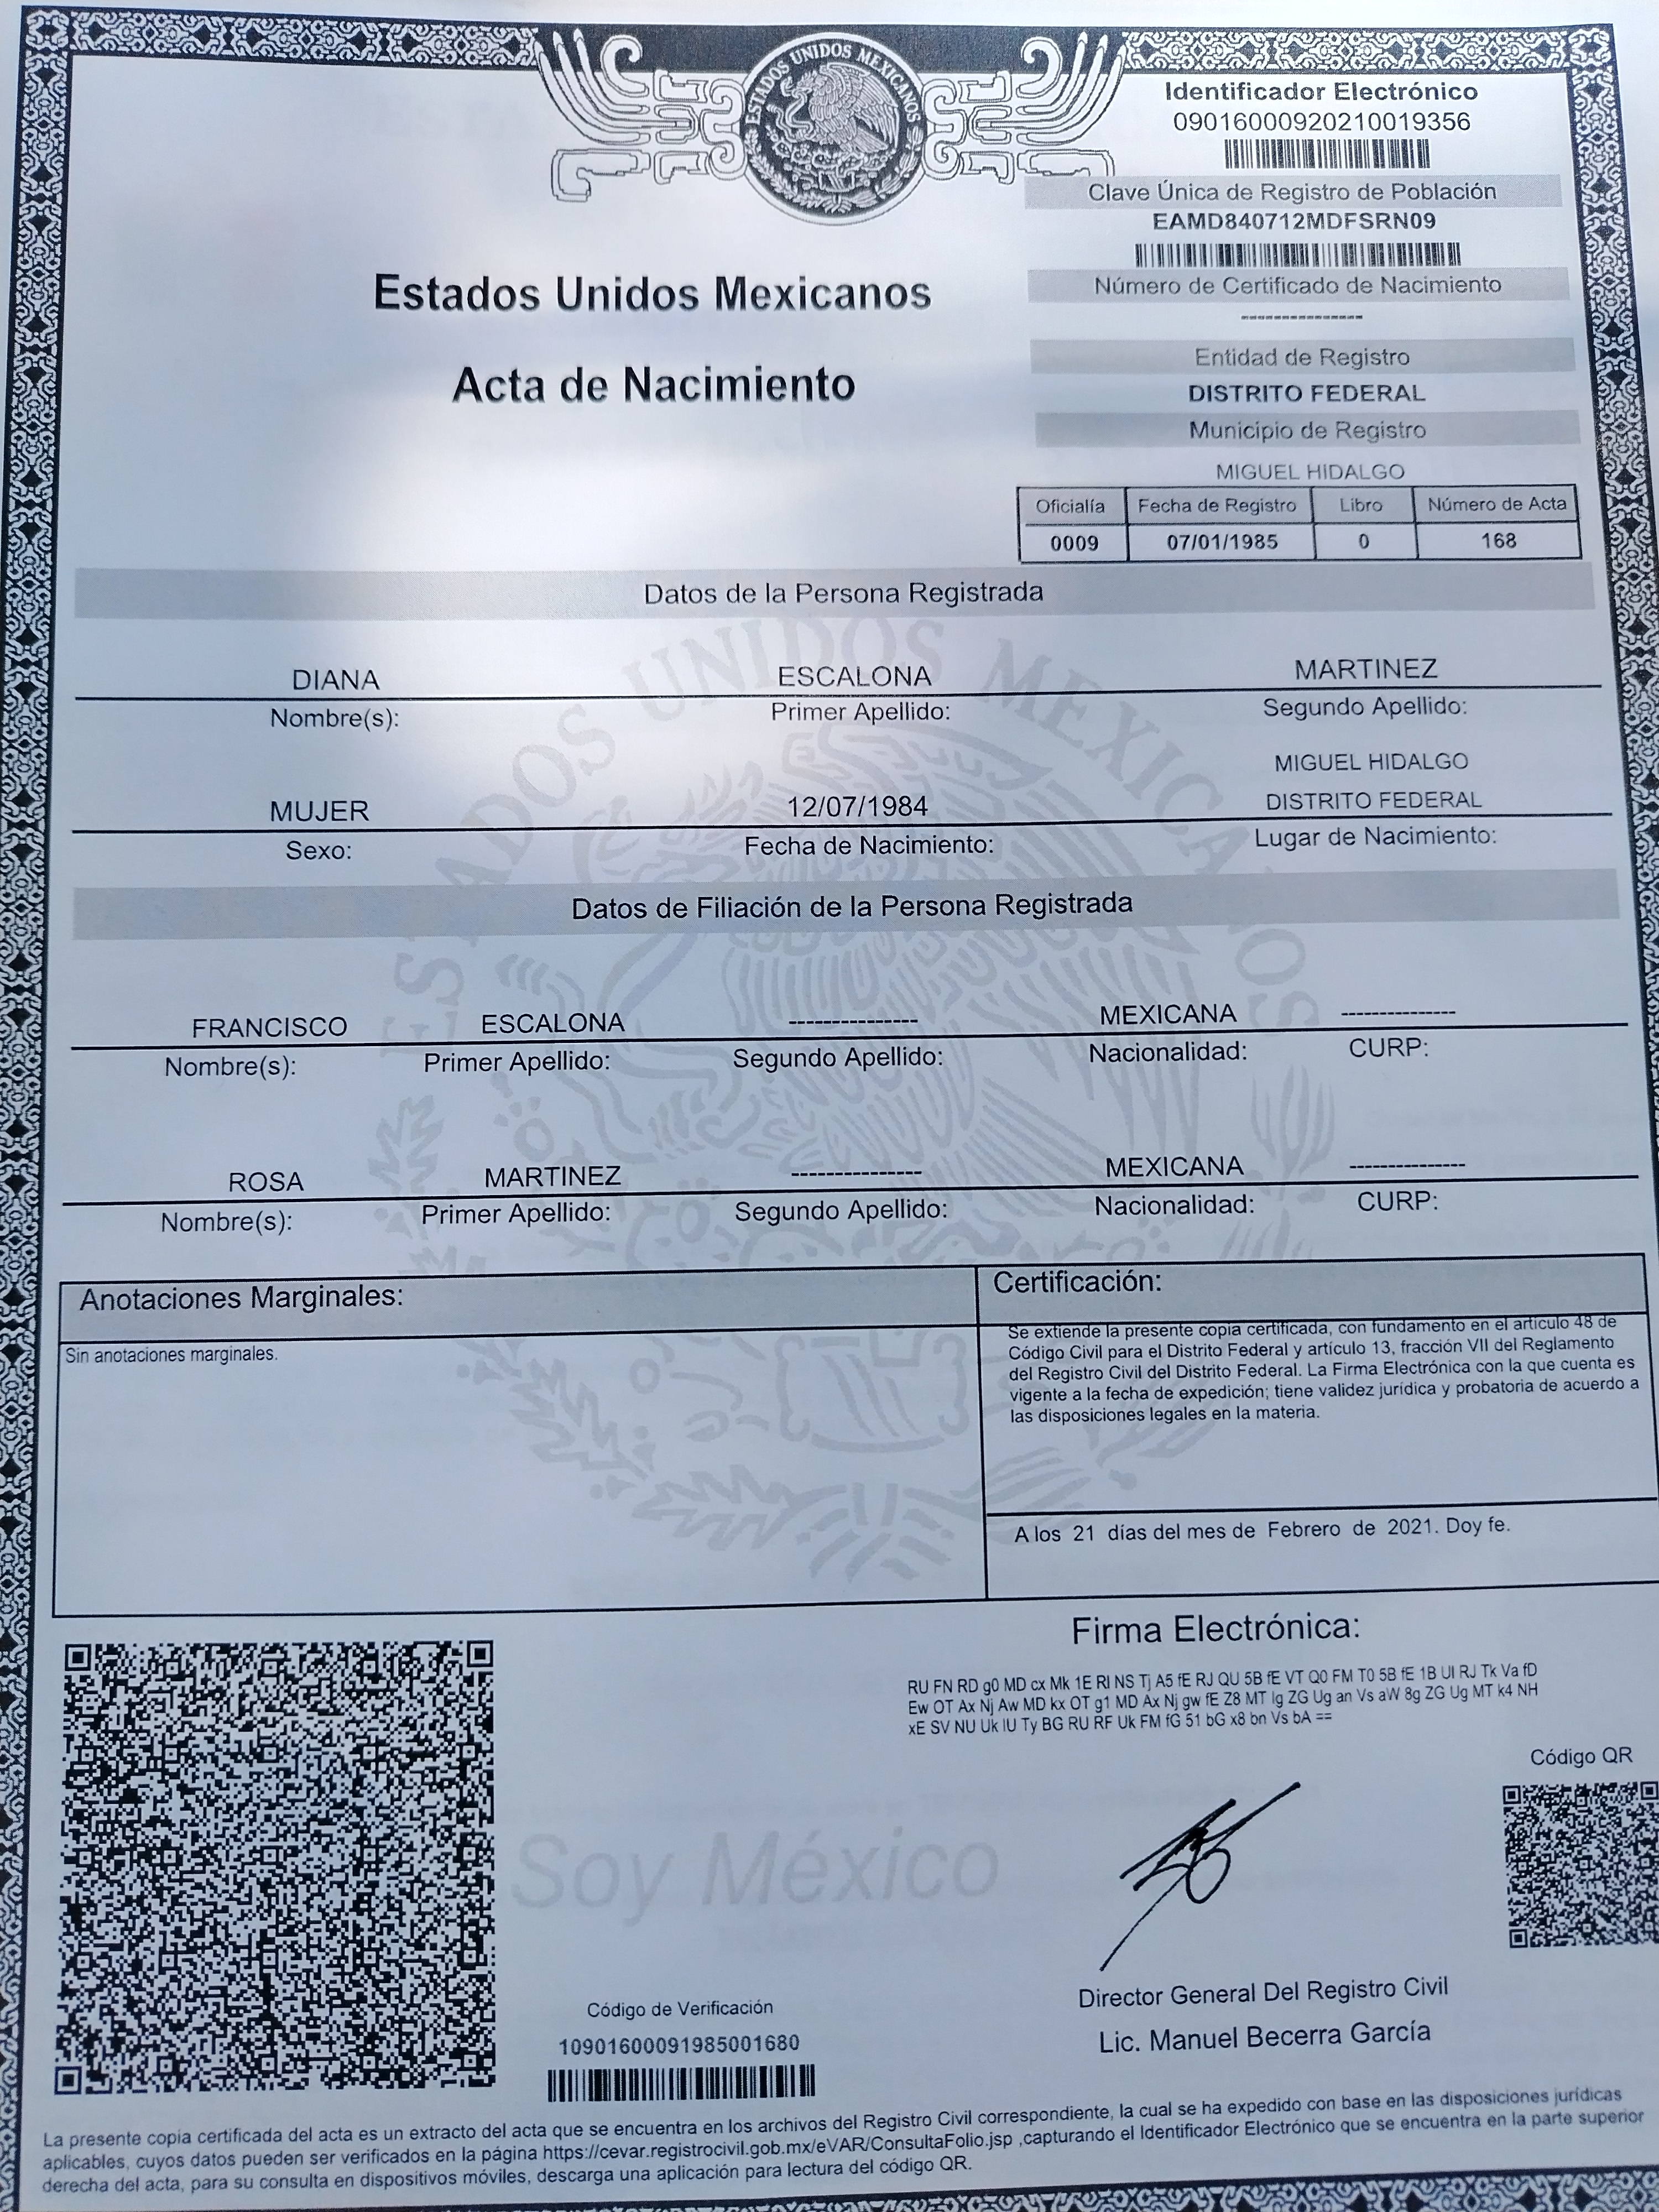 ESTADOS UNIDOS MEXICANOS
Identificador Electrónico
09016000920210019356
Clave Única de Registro de Población
EAMD840712MDFSRN09
Número de Certificado de Nacimiento
---------------
Estados Unidos Mexicanos
Acta de Nacimiento
Entidad de Registro
DISTRITO FEDERAL
Municipio de Registro
MIGUEL HIDALGO
Oficialía Fecha de Registro Libro Número de Acta
0009 07/01/1985 0 168
Datos de la Persona Registrada
DIANA ESCALONA MARTINEZ
Nombre(s): Primer Apellido: Segundo Apellido:
MIGUEL HIDALGO
MUJER 12/07/1984 DISTRITO FEDERAL
Sexo: Fecha de Nacimiento: Lugar de Nacimiento:
ESTADOS UNIDOS MEXICANOS
Datos de Filiación de la Persona Registrada
FRANCISCO ESCALONA --------------- MEXICANA ---------------
Nombre(s): Primer Apellido: Segundo Apellido: Nacionalidad: CURP:
ROSA MARTINEZ --------------- MEXICANA ---------------
Nombre(s): Primer Apellido: Segundo Apellido: Nacionalidad: CURP:
Anotaciones Marginales:
Sin anotaciones marginales.
Certificación:
Se extiende la presente copia certificada, con fundamento en el artículo 48 de
Código Civil para el Distrito Federal y artículo 13, fracción VII del Reglamento
del Registro Civil del Distrito Federal. La Firma Electrónica con la que cuenta es
vigente a la fecha de expedición; tiene validez jurídica y probatoria de acuerdo a
las disposiciones legales en la materia.
A los 21 días del mes de Febrero de 2021. Doy fe.
Firma Electrónica:
RU FN RD g0 MD cx Mk 1E Rl NS Tj A5 fE RJ QU 5B fE VT Q0 FM T0 5B fE 1B Ul RJ Tk Va fD
Ew OT Ax Nj Aw MD kx OT g1 MD Ax Nj gw fE Z8 MT Ig ZG Ug an Vs aW 8g ZG Ug MT k4 NH
xE SV NU Uk lU Ty BG RU RF Uk FM fG 51 bG x8 bn Vs bA ==
Código QR
Soy México
Director General Del Registro Civil
Lic. Manuel Becerra García
Código de Verificación
10901600091985001680
La presente copia certificada del acta es un extracto del acta que se encuentra en los archivos del Registro Civil correspondiente, la cual se ha expedido con base en las disposiciones jurídicas
aplicables, cuyos datos pueden ser verificados en la página https://cevar.registrocivil.gob.mx/eVAR/ConsultaFolio.jsp ,capturando el Identificador Electrónico que se encuentra en la parte superior
derecha del acta, para su consulta en dispositivos móviles, descarga una aplicación para lectura del código QR.